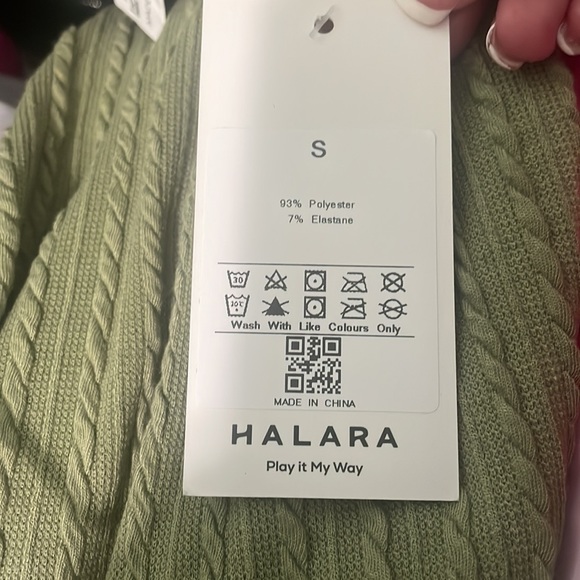 S
93% Polyester
7% Elastane
30
30℃
Wash With Like Colours Only
MADE IN CHINA
HALARA
Play it My Way